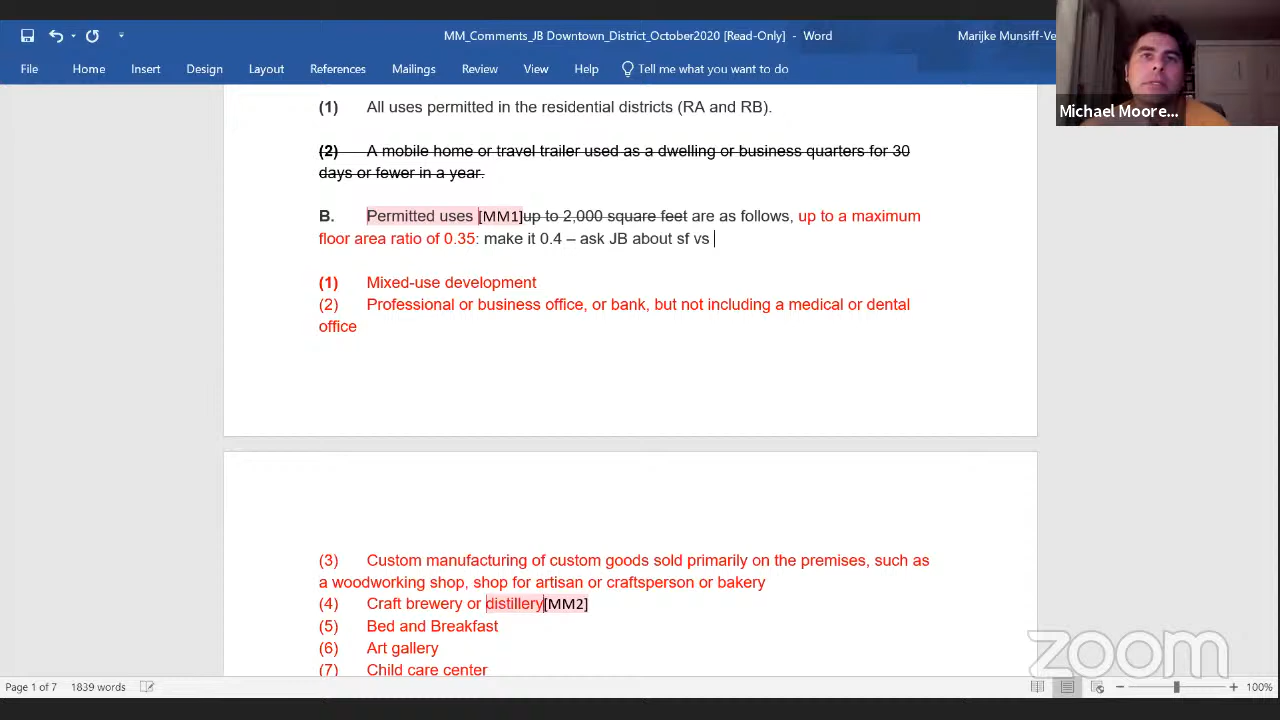 MM_Comments_JB Downtown_District_October2020 [Read-Only] - Word
Marijke Munsiff-Ve
File Home Insert Design Layout References Mailings Review View Help Tell me what you want to do
Michael Moore...
(1) All uses permitted in the residential districts (RA and RB).
(2) A mobile home or travel trailer used as a dwelling or business quarters for 30
days or fewer in a year.
B. Permitted uses [MM1]up to 2,000 square feet are as follows, up to a maximum
floor area ratio of 0.35: make it 0.4 – ask JB about sf vs
(1) Mixed-use development
(2) Professional or business office, or bank, but not including a medical or dental
office
(3) Custom manufacturing of custom goods sold primarily on the premises, such as
a woodworking shop, shop for artisan or craftsperson or bakery
(4) Craft brewery or distillery[MM2]
(5) Bed and Breakfast
(6) Art gallery
(7) Child care center
zoom
Page 1 of 7 1839 words
100%